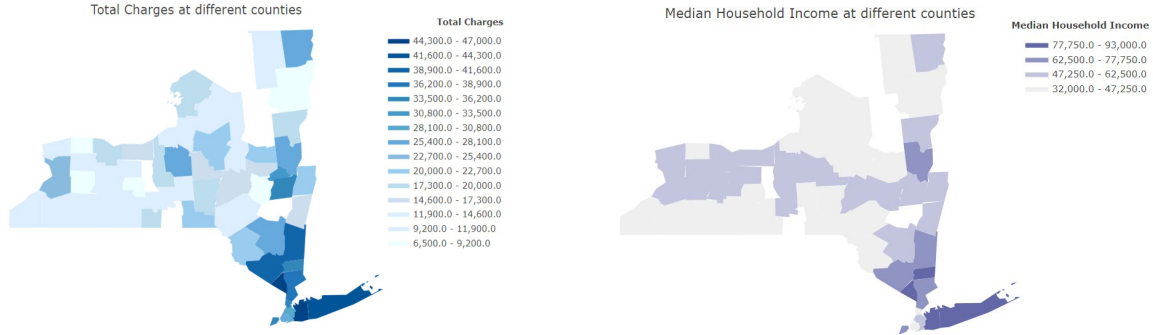 Total Charges at different counties
Total Charges
44,300.0 - 47,000.0
41,600.0 - 44,300.0
38,900.0 - 41,600.0
36,200.0 - 38,900.0
33,500.0 - 36,200.0
30,800.0 - 33,500.0
28,100.0 - 30,800.0
25,400.0 - 28,100.0
22,700.0 - 25,400.0
20,000.0 - 22,700.0
17,300.0 - 20,000.0
14,600.0 - 17,300.0
11,900.0 - 14,600.0
9,200.0 - 11,900.0
6,500.0 - 9,200.0
Median Household Income at different counties
Median Household Income
77,750.0 - 93,000.0
62,500.0 - 77,750.0
47,250.0 - 62,500.0
32,000.0 - 47,250.0